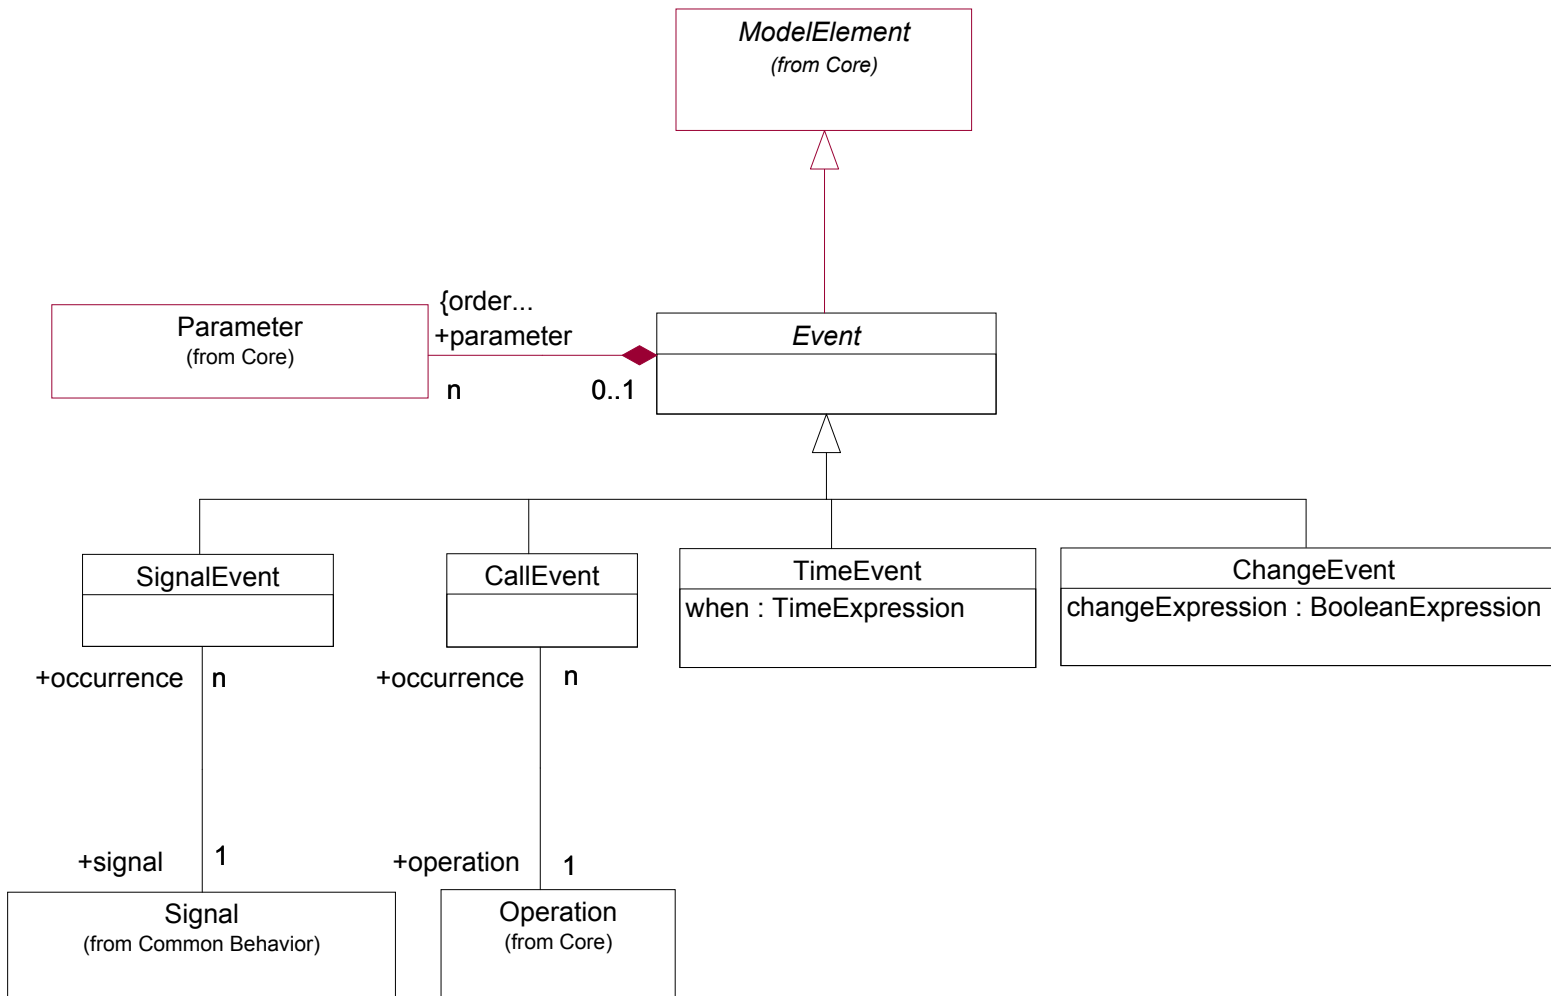 ModelElement
(from Core)
{order...
+parameter
Parameter
(from Core)
n
0..1
Event
SignalEvent
CallEvent
TimeEvent
when : TimeExpression
ChangeEvent
changeExpression : BooleanExpression
+occurrence
n
+occurrence
n
+signal
1
+operation
1
Signal
(from Common Behavior)
Operation
(from Core)